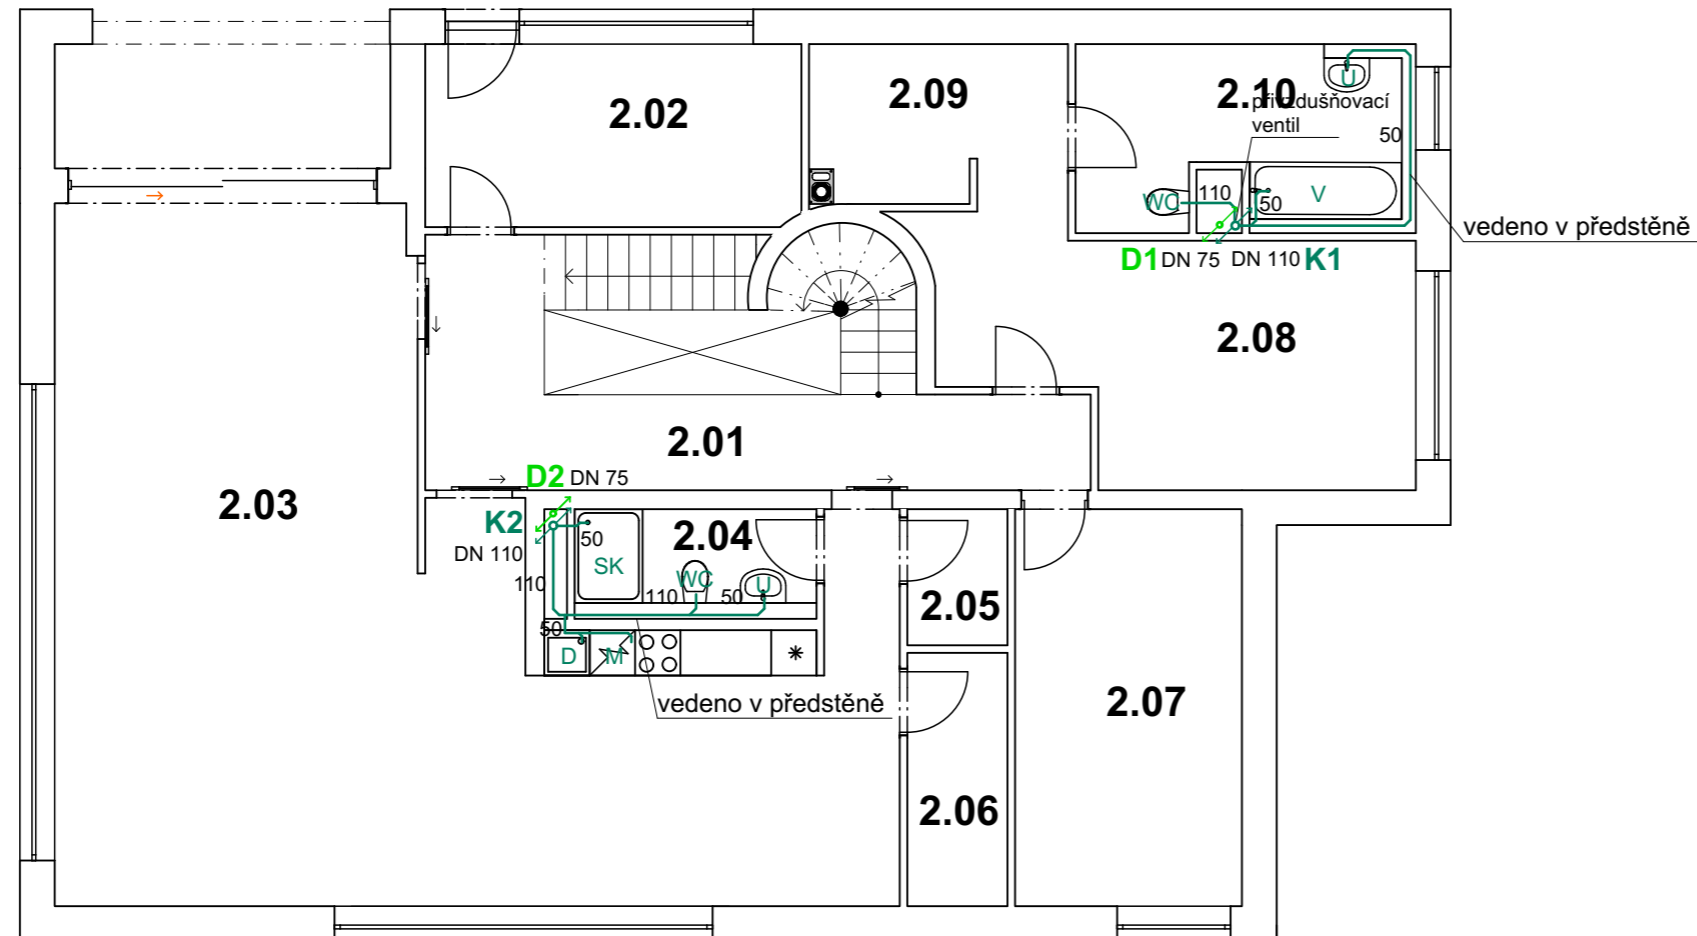 2.02
2.09
2.10
U
přivzdušňovací
ventil
50
WC
110
50
V
vedeno v předstěně
D1 DN 75 DN 110 K1
2.08
2.01
D2 DN 75
2.03
K2
DN 110
50
2.04
SK
WC
U
110
110
50
2.05
50
D
M
vedeno v předstěně
2.07
2.06